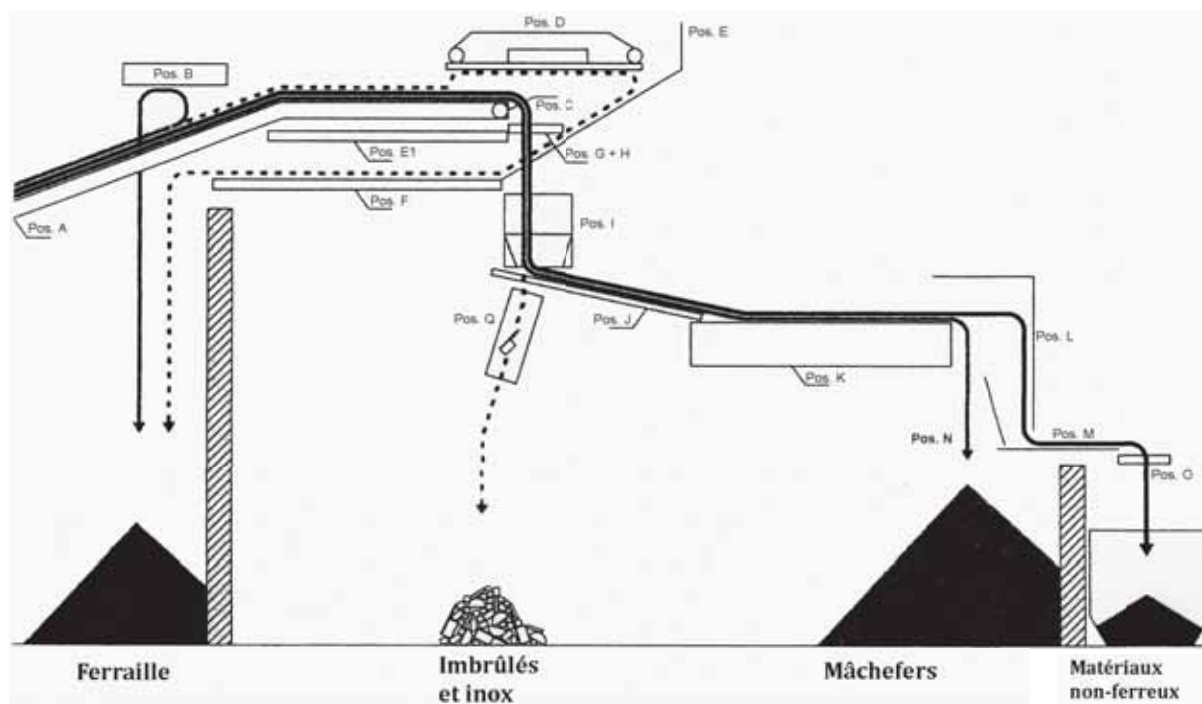 Pos. D
Pos. E
Pos. B
Pos. C
Pos. E1
Pos. G + H
Pos. F
Pos. A
Pos. I
Pos. Q
Pos. J
Pos. L
Pos. K
Pos. N
Pos. M
Pos. O
Ferraille
Imbrûlés
et inox
Mâchefers
Matériaux
non-ferreux